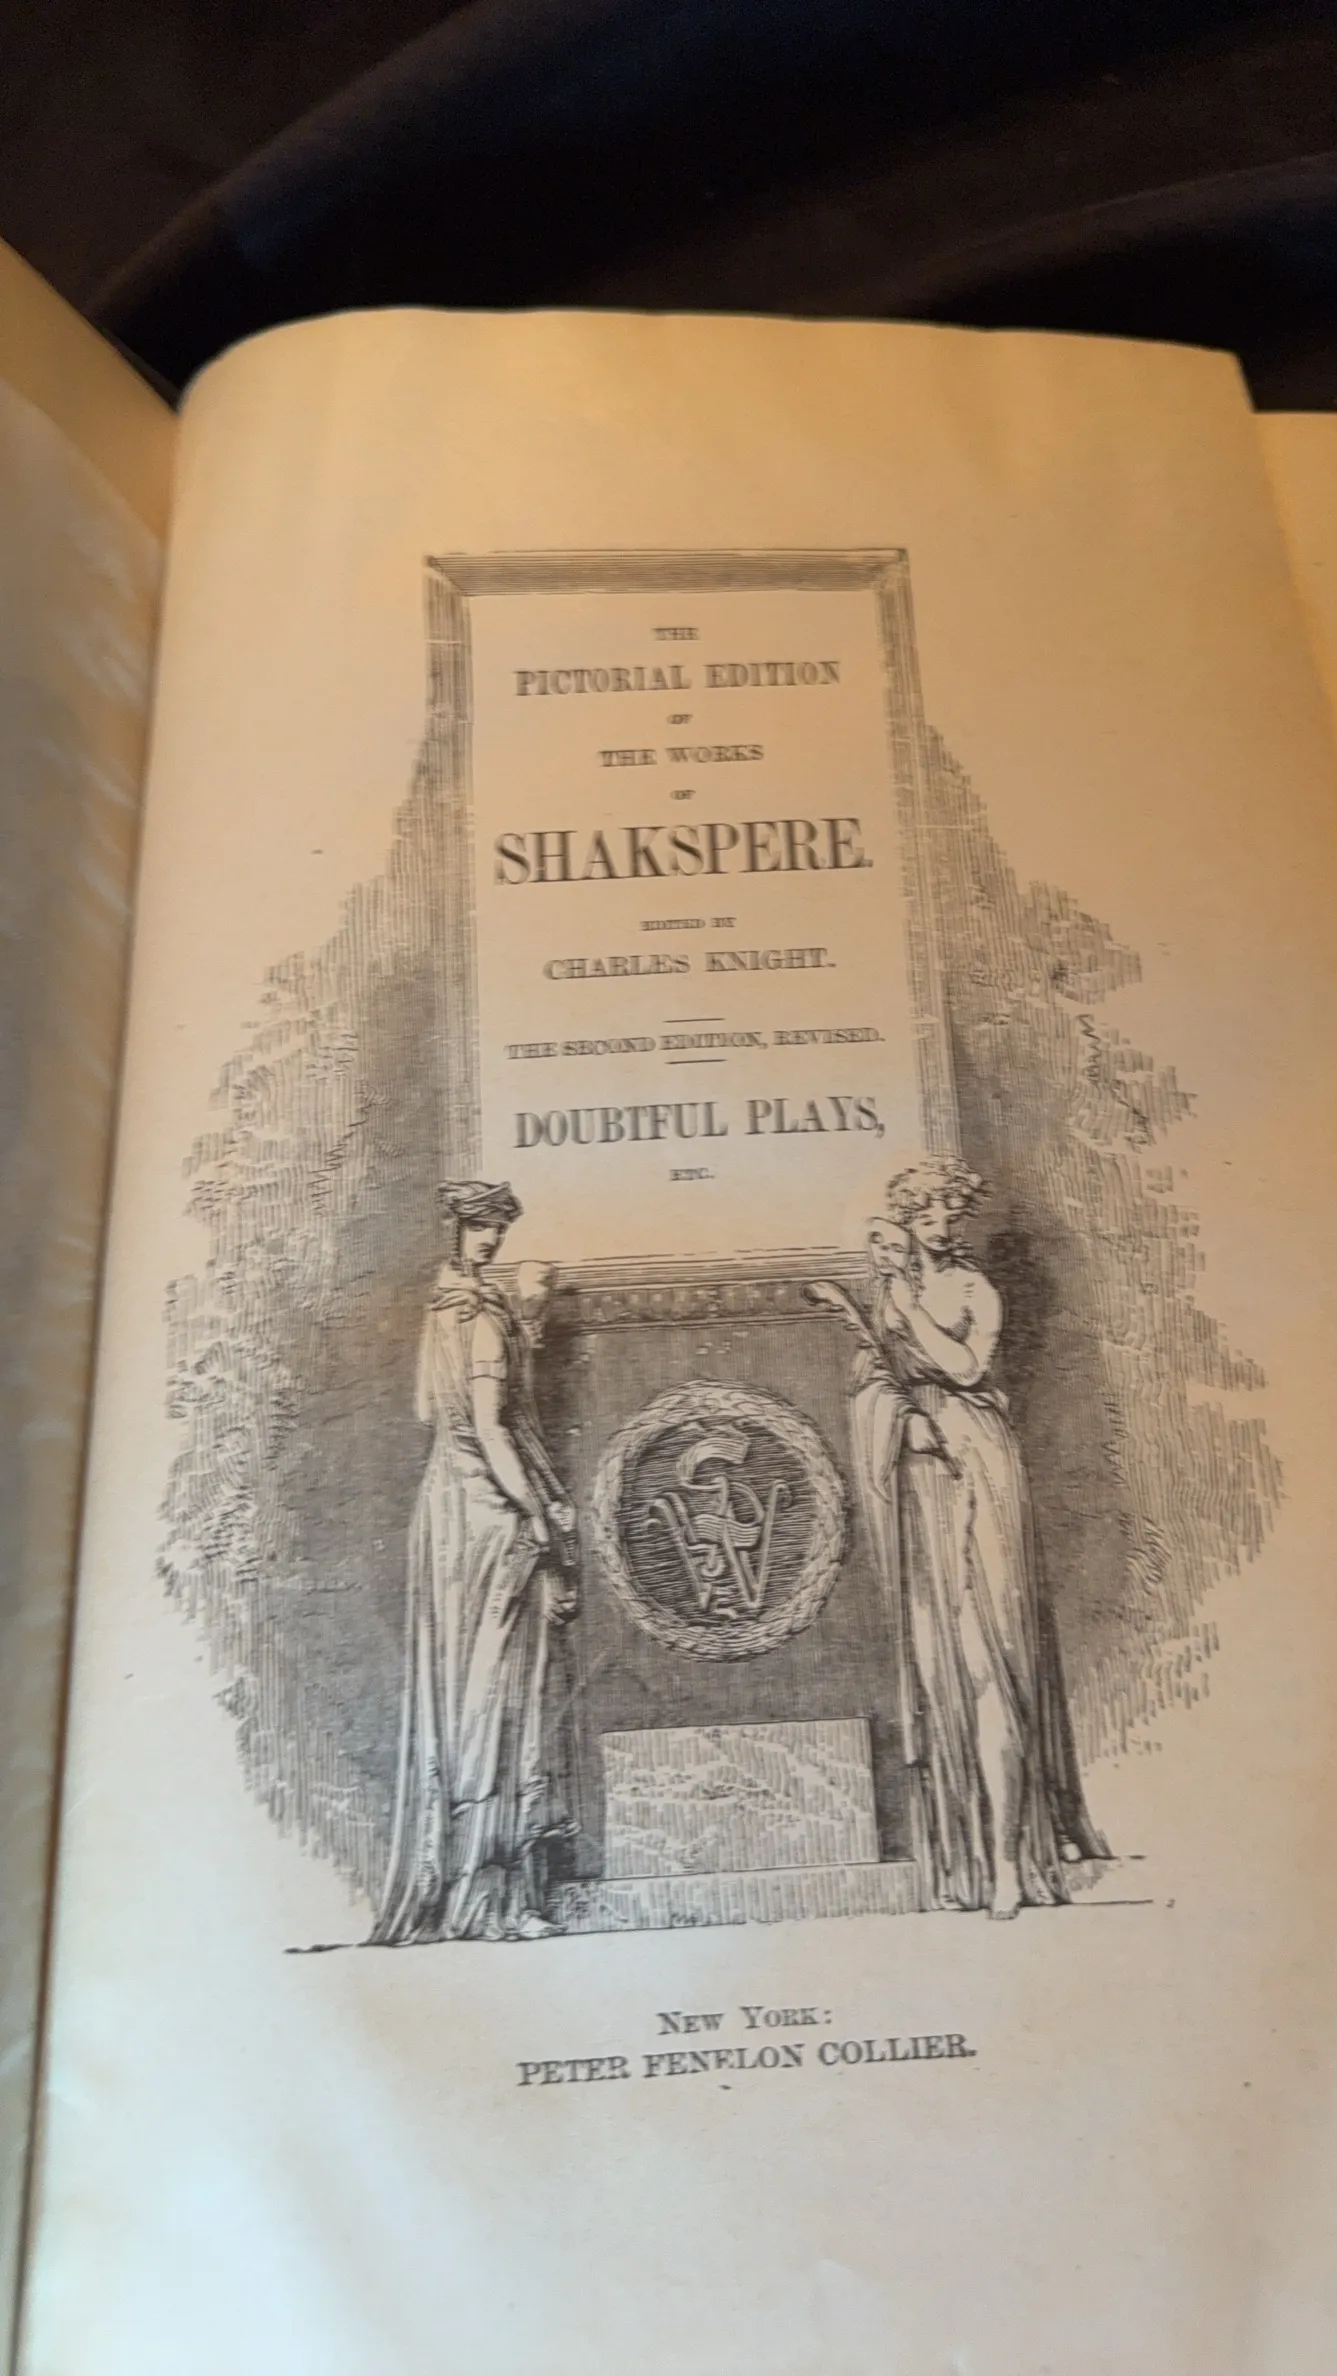 THE
PICTORIAL EDITION
OF
THE WORKS
OF
SHAKSPERE.
EDITED BY
CHARLES KNIGHT.
THE SECOND EDITION, REVISED.
DOUBTFUL PLAYS,
ETC.
New York:
PETER FENELON COLLIER.